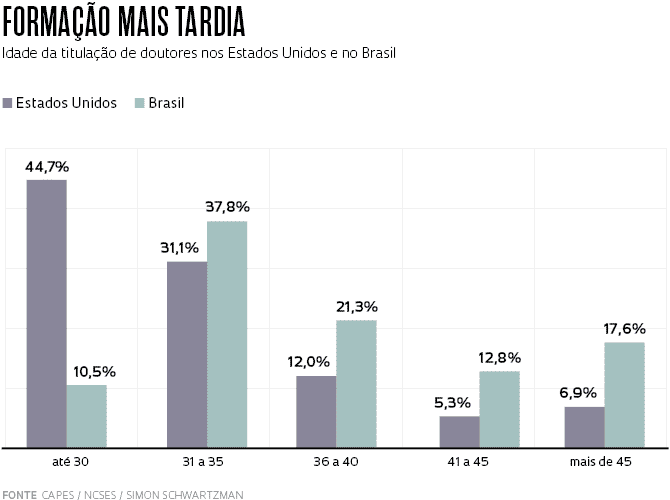 FORMAÇÃO MAIS TARDIA
Idade da titulação de doutores nos Estados Unidos e no Brasil
Estados Unidos Brasil
44,7%
10,5%
31,1%
37,8%
12,0%
21,3%
5,3%
12,8%
6,9%
17,6%
até 30 31 a 35 36 a 40 41 a 45 mais de 45
FONTE CAPES / NCSES / SIMON SCHWARTZMAN